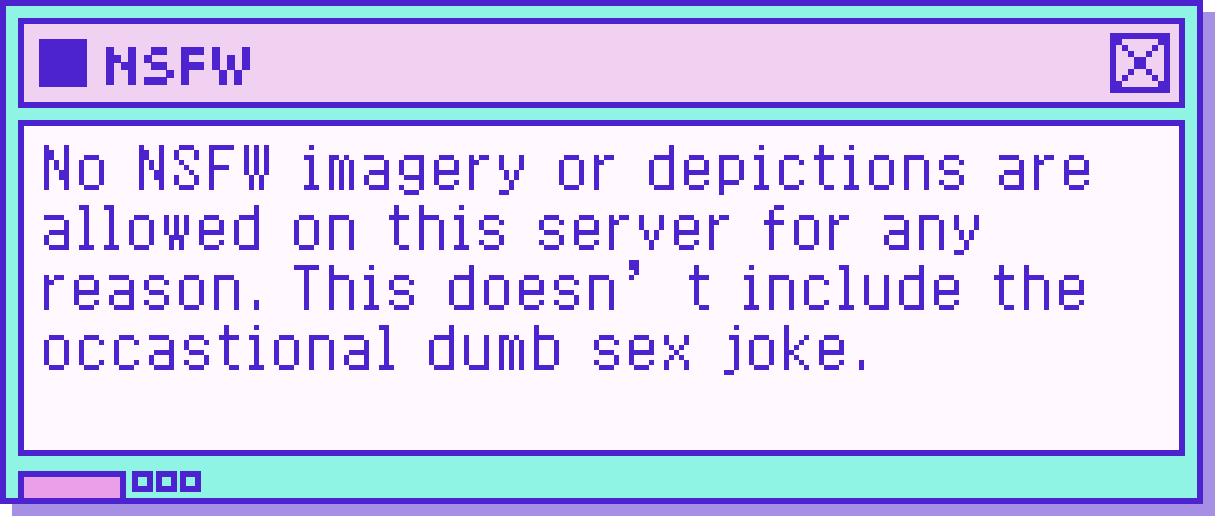 NSFW
No NSFW imagery or depictions are
allowed on this server for any
reason. This doesn’ t include the
occastional dumb sex joke.